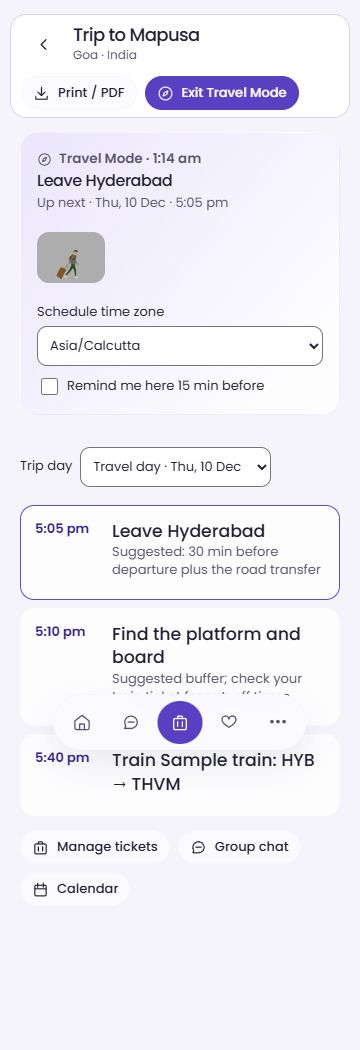 Trip to Mapusa
Goa · India
Print / PDF
Exit Travel Mode
Travel Mode · 1:14 am
Leave Hyderabad
Up next · Thu, 10 Dec · 5:05 pm
Schedule time zone
Asia/Calcutta
Remind me here 15 min before
Trip day
Travel day · Thu, 10 Dec
5:05 pm
Leave Hyderabad
Suggested: 30 min before
departure plus the road transfer
5:10 pm
Find the platform and
board
Suggested buffer; check your
5:40 pm
Train Sample train: HYB
→ THVM
Manage tickets
Group chat
Calendar